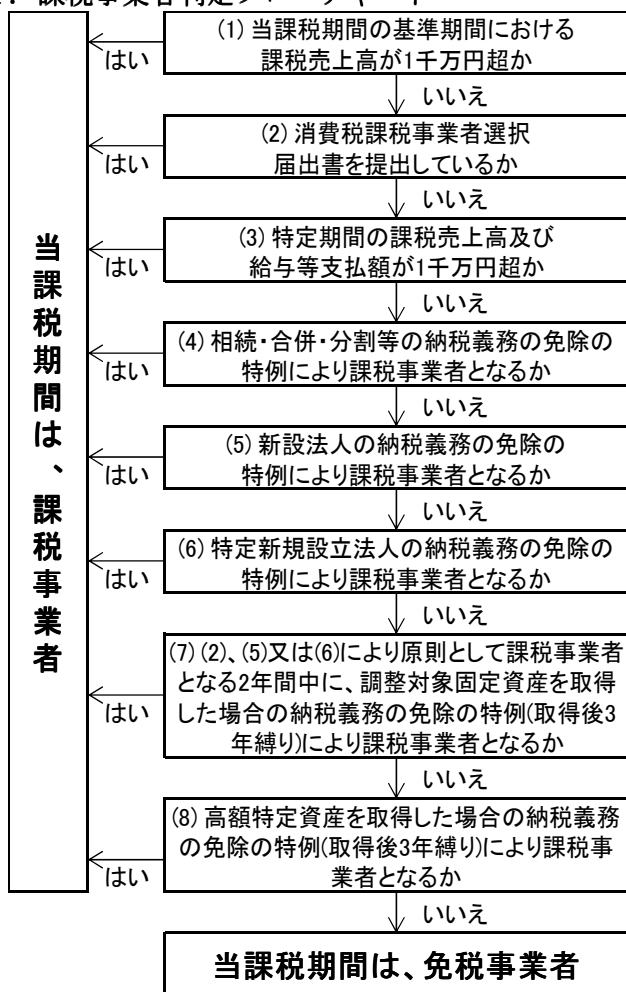 (1) 当課税期間の基準期間における
課税売上高が1千万円超か
はい
いいえ
(2) 消費税課税事業者選択
届出書を提出しているか
はい
いいえ
(3) 特定期間の課税売上高及び
給与等支払額が1千万円超か
はい
いいえ
(4) 相続・合併・分割等の納税義務の免除の
特例により課税事業者となるか
はい
いいえ
(5) 新設法人の納税義務の免除の
特例により課税事業者となるか
はい
いいえ
(6) 特定新規設立法人の納税義務の免除の
特例により課税事業者となるか
はい
いいえ
(7) (2)、(5)又は(6)により原則として課税事業者
となる2年間中に、調整対象固定資産を取得
した場合の納税義務の免除の特例(取得後3
年縛り)により課税事業者となるか
はい
いいえ
(8) 高額特定資産を取得した場合の納税義務
の免除の特例(取得後3年縛り)により課税事
業者となるか
はい
いいえ
当課税期間は、課税事業者
当課税期間は、免税事業者